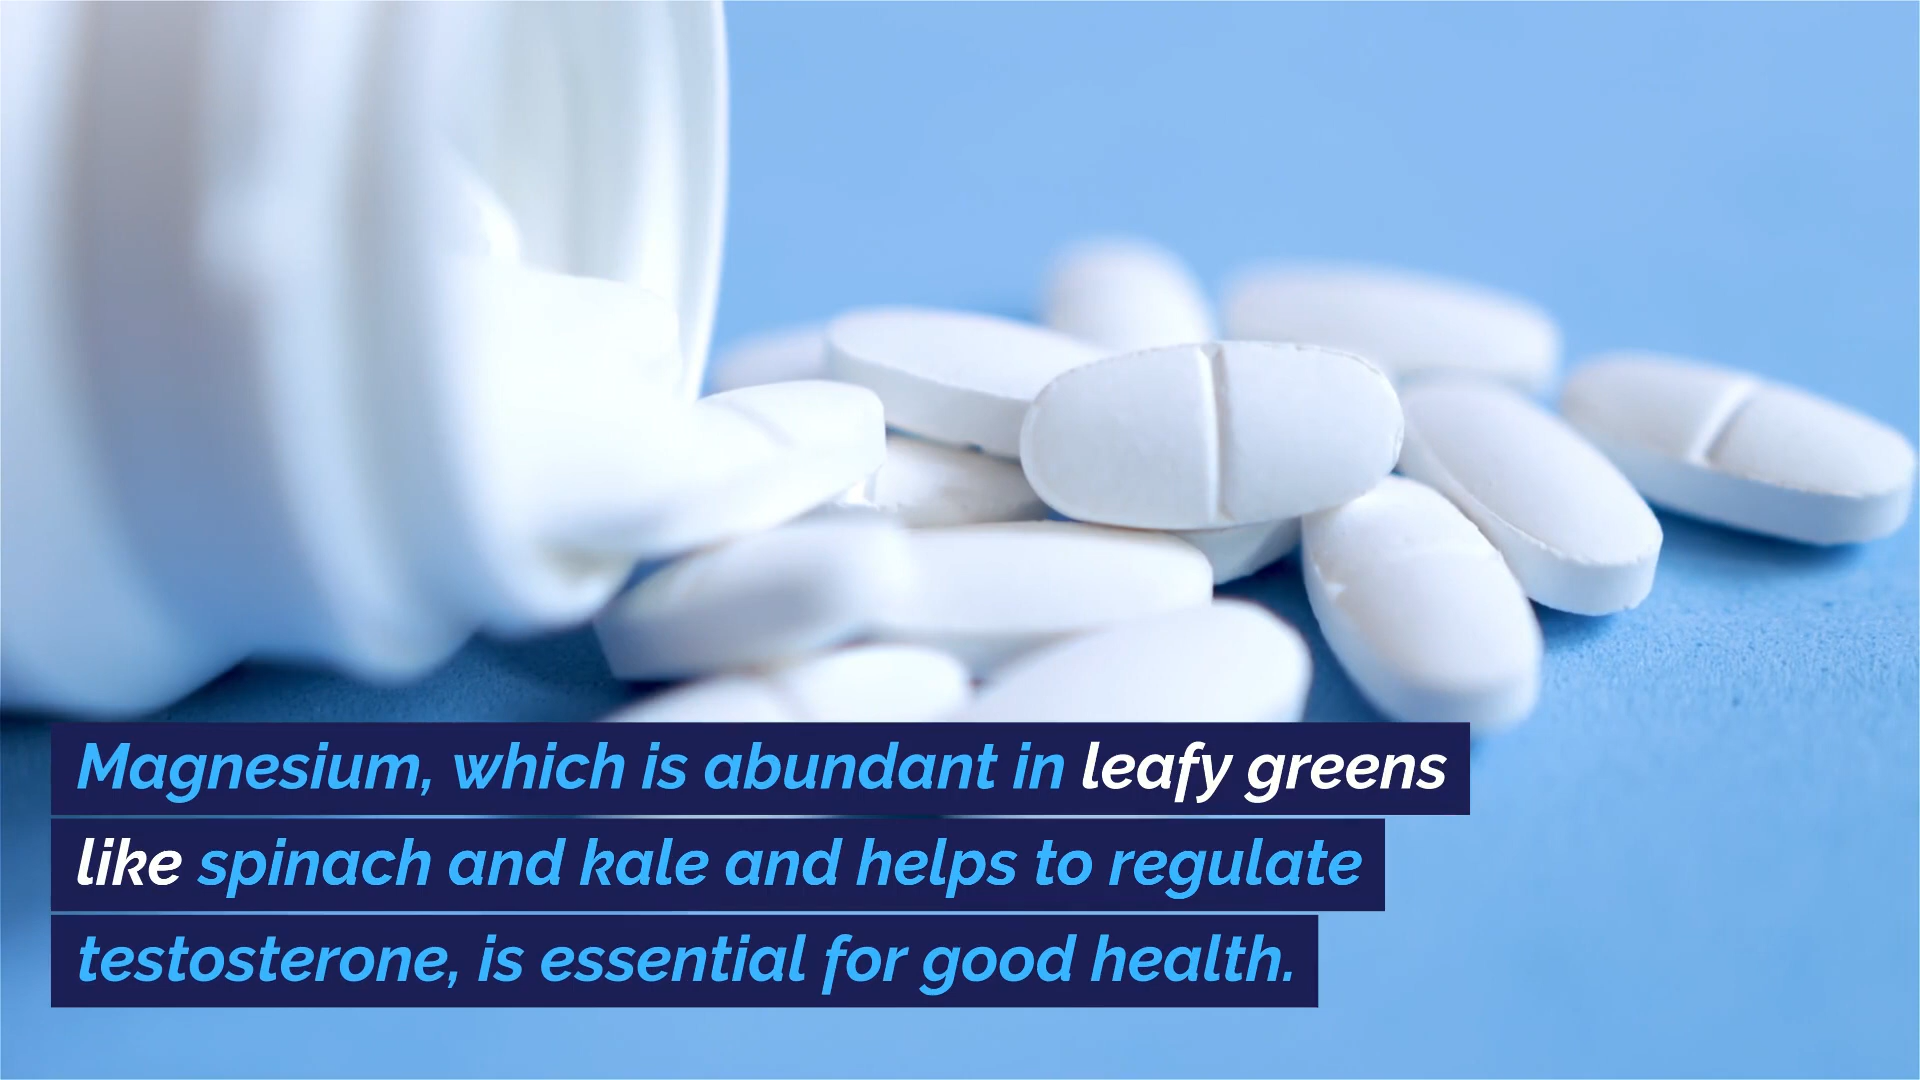 Magnesium, which is abundant in leafy greens
like spinach and kale and helps to regulate
testosterone, is essential for good health.